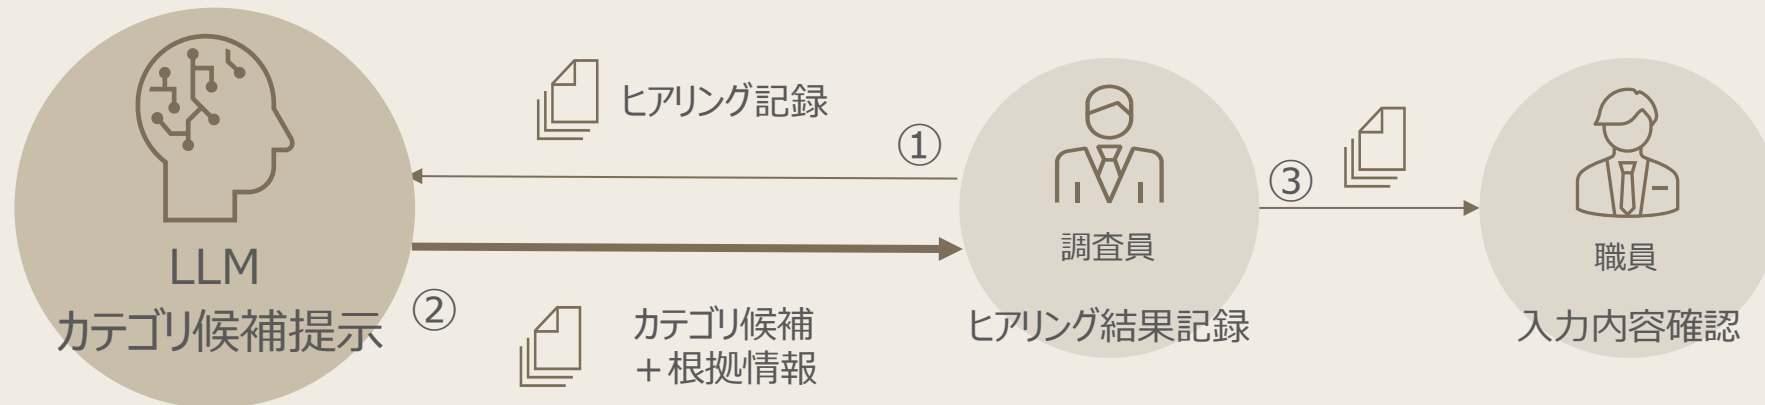 ヒアリング記録
①
LLM
カテゴリ候補提示
②
カテゴリ候補
+根拠情報
調査員
ヒアリング結果記録
③
職員
入力内容確認